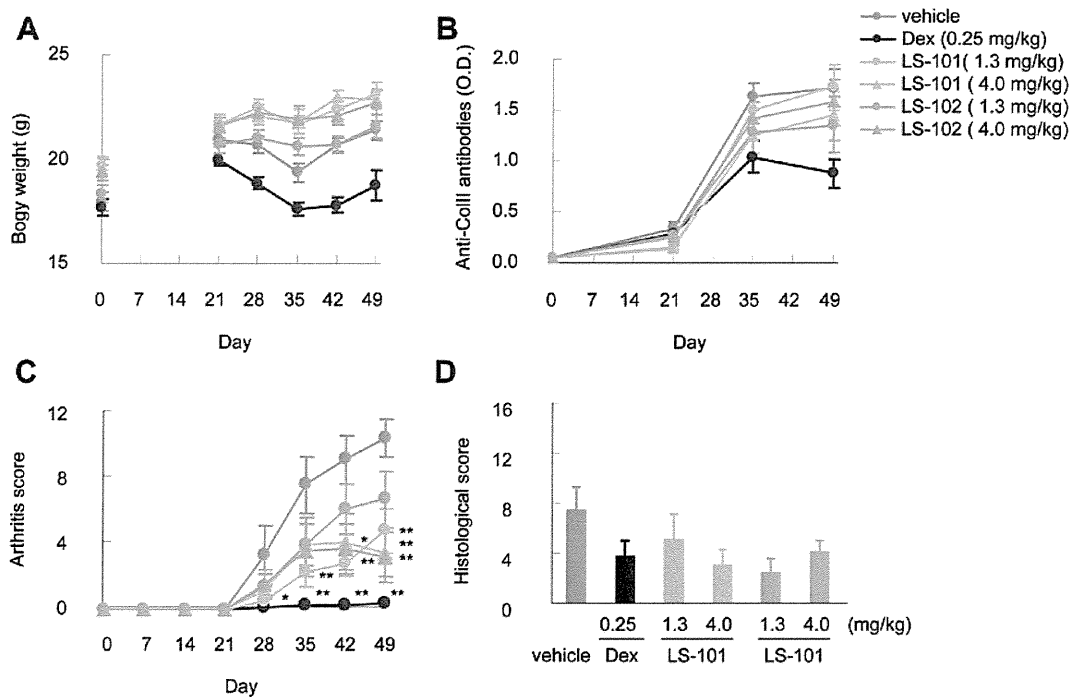 A
Bogy weight (g)
25
20
15
0 7 14 21 28 35 42 49
Day
B
Anti-ColII antibodies (O.D.)
2.0
1.5
1.0
0.5
0.0
0 7 14 21 28 35 42 49
Day
vehicle
Dex (0.25 mg/kg)
LS-101( 1.3 mg/kg)
LS-101 ( 4.0 mg/kg)
LS-102 ( 1.3 mg/kg)
LS-102 ( 4.0 mg/kg)
C
Arthritis score
12
8
4
0
* ** ** **
** ** **
* **
**
0 7 14 21 28 35 42 49
Day
D
Histological score
16
12
8
4
0
0.25 1.3 4.0 1.3 4.0 (mg/kg)
vehicle Dex LS-101 LS-101